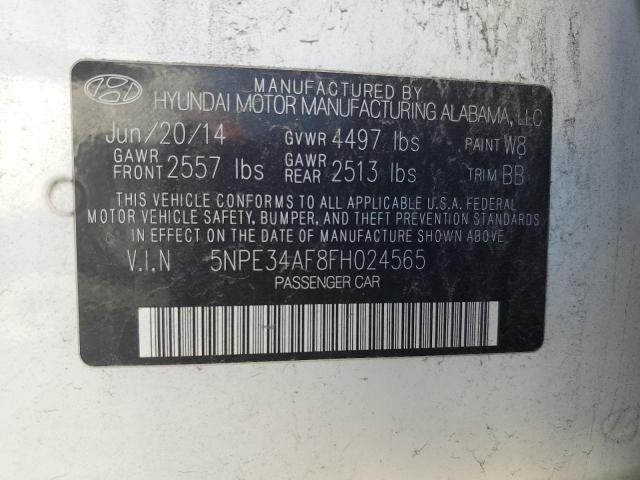 MANUFACTURED BY
HYUNDAI MOTOR MANUFACTURING ALABAMA, LLC
Jun/20/14 GVWR 4497 lbs PAINT W8
GAWR FRONT 2557 lbs GAWR REAR 2513 lbs TRIM BB
THIS VEHICLE CONFORMS TO ALL APPLICABLE U.S.A. FEDERAL
MOTOR VEHICLE SAFETY, BUMPER, AND THEFT PREVENTION STANDARDS
IN EFFECT ON THE DATE OF MANUFACTURE SHOWN ABOVE.
V.I.N 5NPE34AF8FH024565
PASSENGER CAR